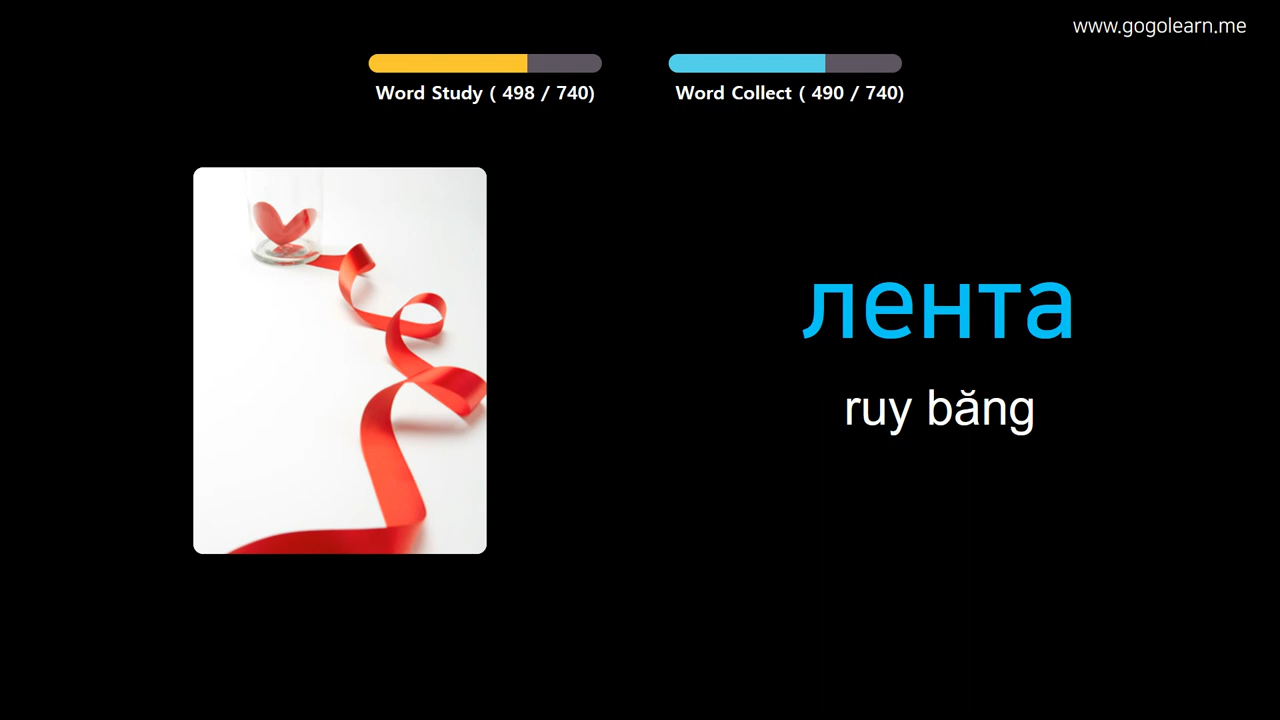 www.gogolearn.me
Word Study ( 498 / 740)
Word Collect ( 490 / 740)
лента
ruy băng